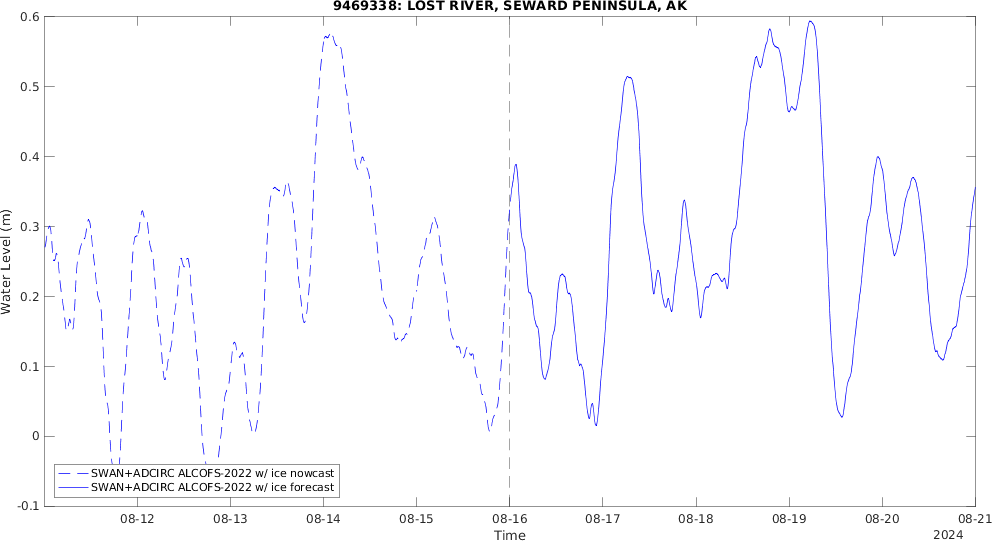 9469338: LOST RIVER, SEWARD PENINSULA, AK
0.6
0.5
0.4
0.3
0.2
0.1
0
-0.1
Water Level (m)
SWAN+ADCIRC ALCOFS-2022 w/ ice nowcast
SWAN+ADCIRC ALCOFS-2022 w/ ice forecast
08-12 08-13 08-14 08-15 08-16 08-17 08-18 08-19 08-20 08-21
Time
2024